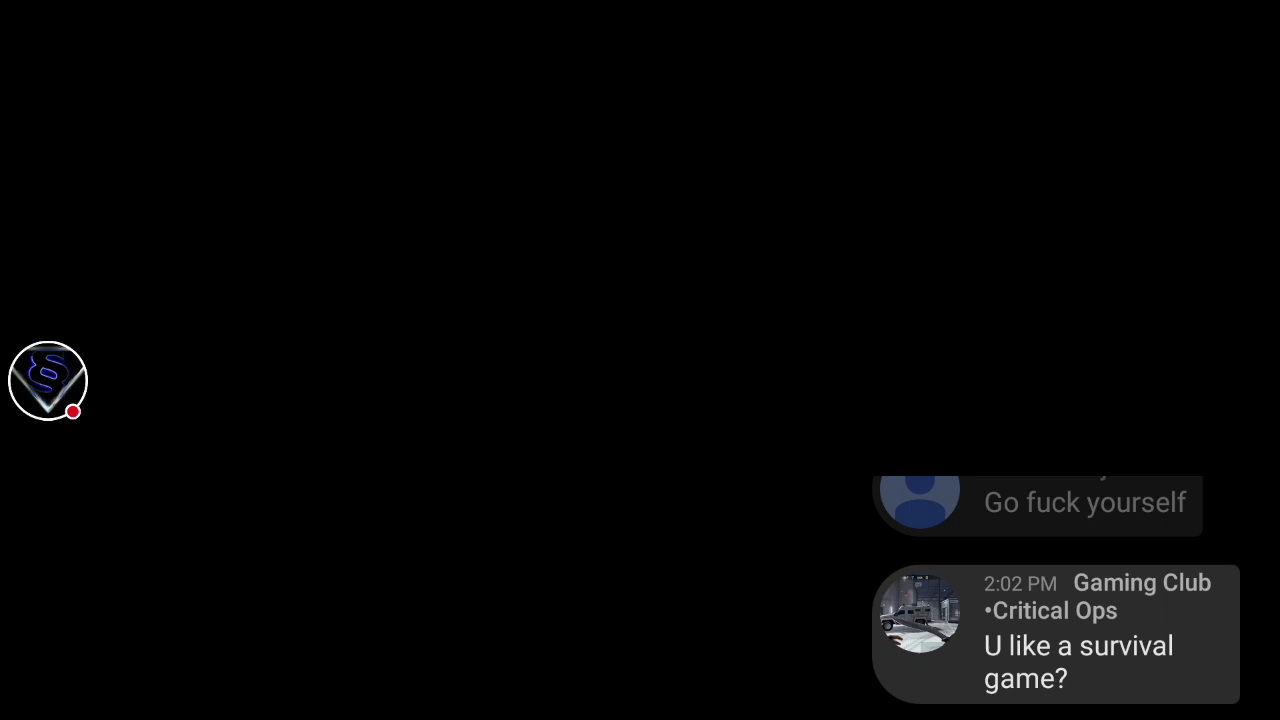 Go fuck yourself
2:02 PM Gaming Club
•Critical Ops
U like a survival
game?